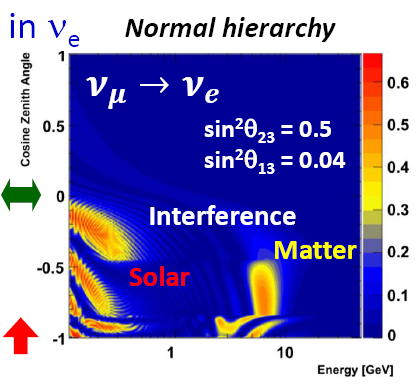 in νe
Normal hierarchy
Cosine Zenith Angle
1
0.5
0
-0.5
-1
νμ → νe
sin²θ23 = 0.5
sin²θ13 = 0.04
Interference
Matter
Solar
1
10
Energy [GeV]
0.6
0.5
0.4
0.3
0.2
0.1
0